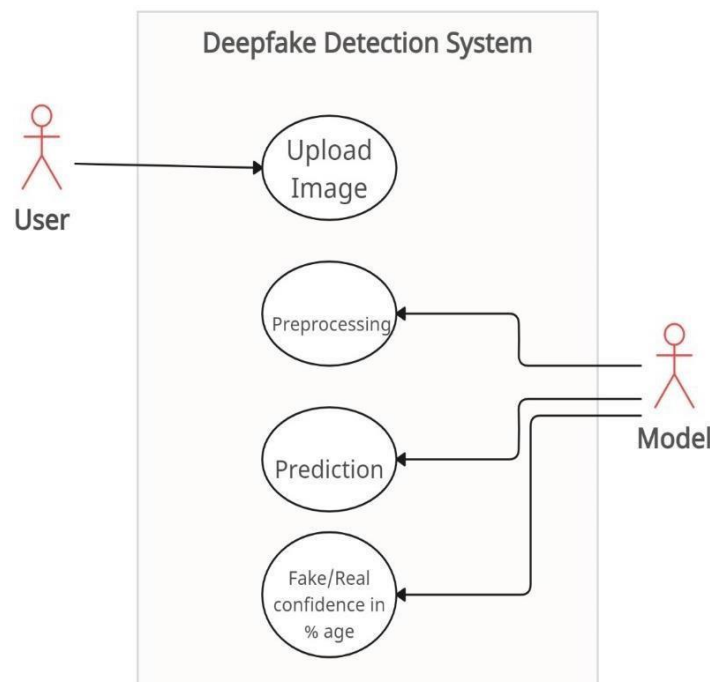 Deepfake Detection System
Upload
Image
User
Preprocessing
Model
Prediction
Fake/Real
confidence in
% age